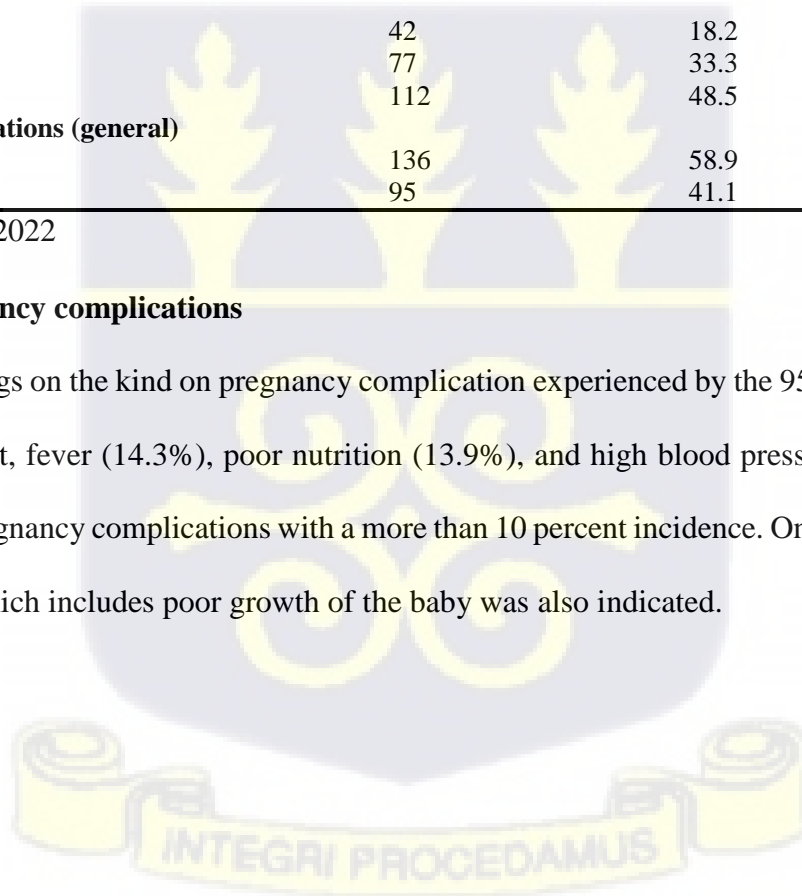 42 18.2
77 33.3
112 48.5
ations (general)
136 58.9
95 41.1
2022
ncy complications
gs on the kind on pregnancy complication experienced by the 95
t, fever (14.3%), poor nutrition (13.9%), and high blood press
gnancy complications with a more than 10 percent incidence. On
hich includes poor growth of the baby was also indicated.
INTEGRI PROCEDAMUS